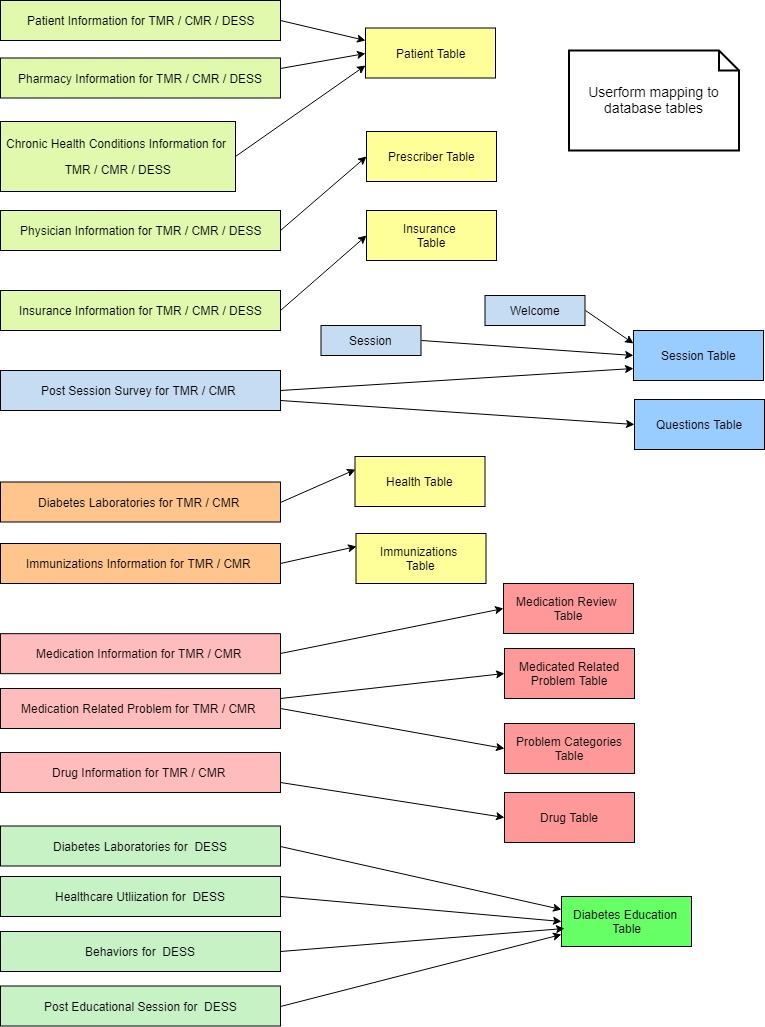 Patient Information for TMR / CMR / DESS
Patient Table
Pharmacy Information for TMR / CMR / DESS
Userform mapping to
database tables
Chronic Health Conditions Information for
TMR / CMR / DESS
Prescriber Table
Physician Information for TMR / CMR / DESS
Insurance
Table
Insurance Information for TMR / CMR / DESS
Welcome
Session
Session Table
Post Session Survey for TMR / CMR
Questions Table
Health Table
Diabetes Laboratories for TMR / CMR
Immunizations
Table
Immunizations Information for TMR / CMR
Medication Review
Table
Medication Information for TMR / CMR
Medicated Related
Problem Table
Medication Related Problem for TMR / CMR
Problem Categories
Table
Drug Information for TMR / CMR
Drug Table
Diabetes Laboratories for  DESS
Healthcare Utliization for  DESS
Diabetes Education
Table
Behaviors for  DESS
Post Educational Session for  DESS